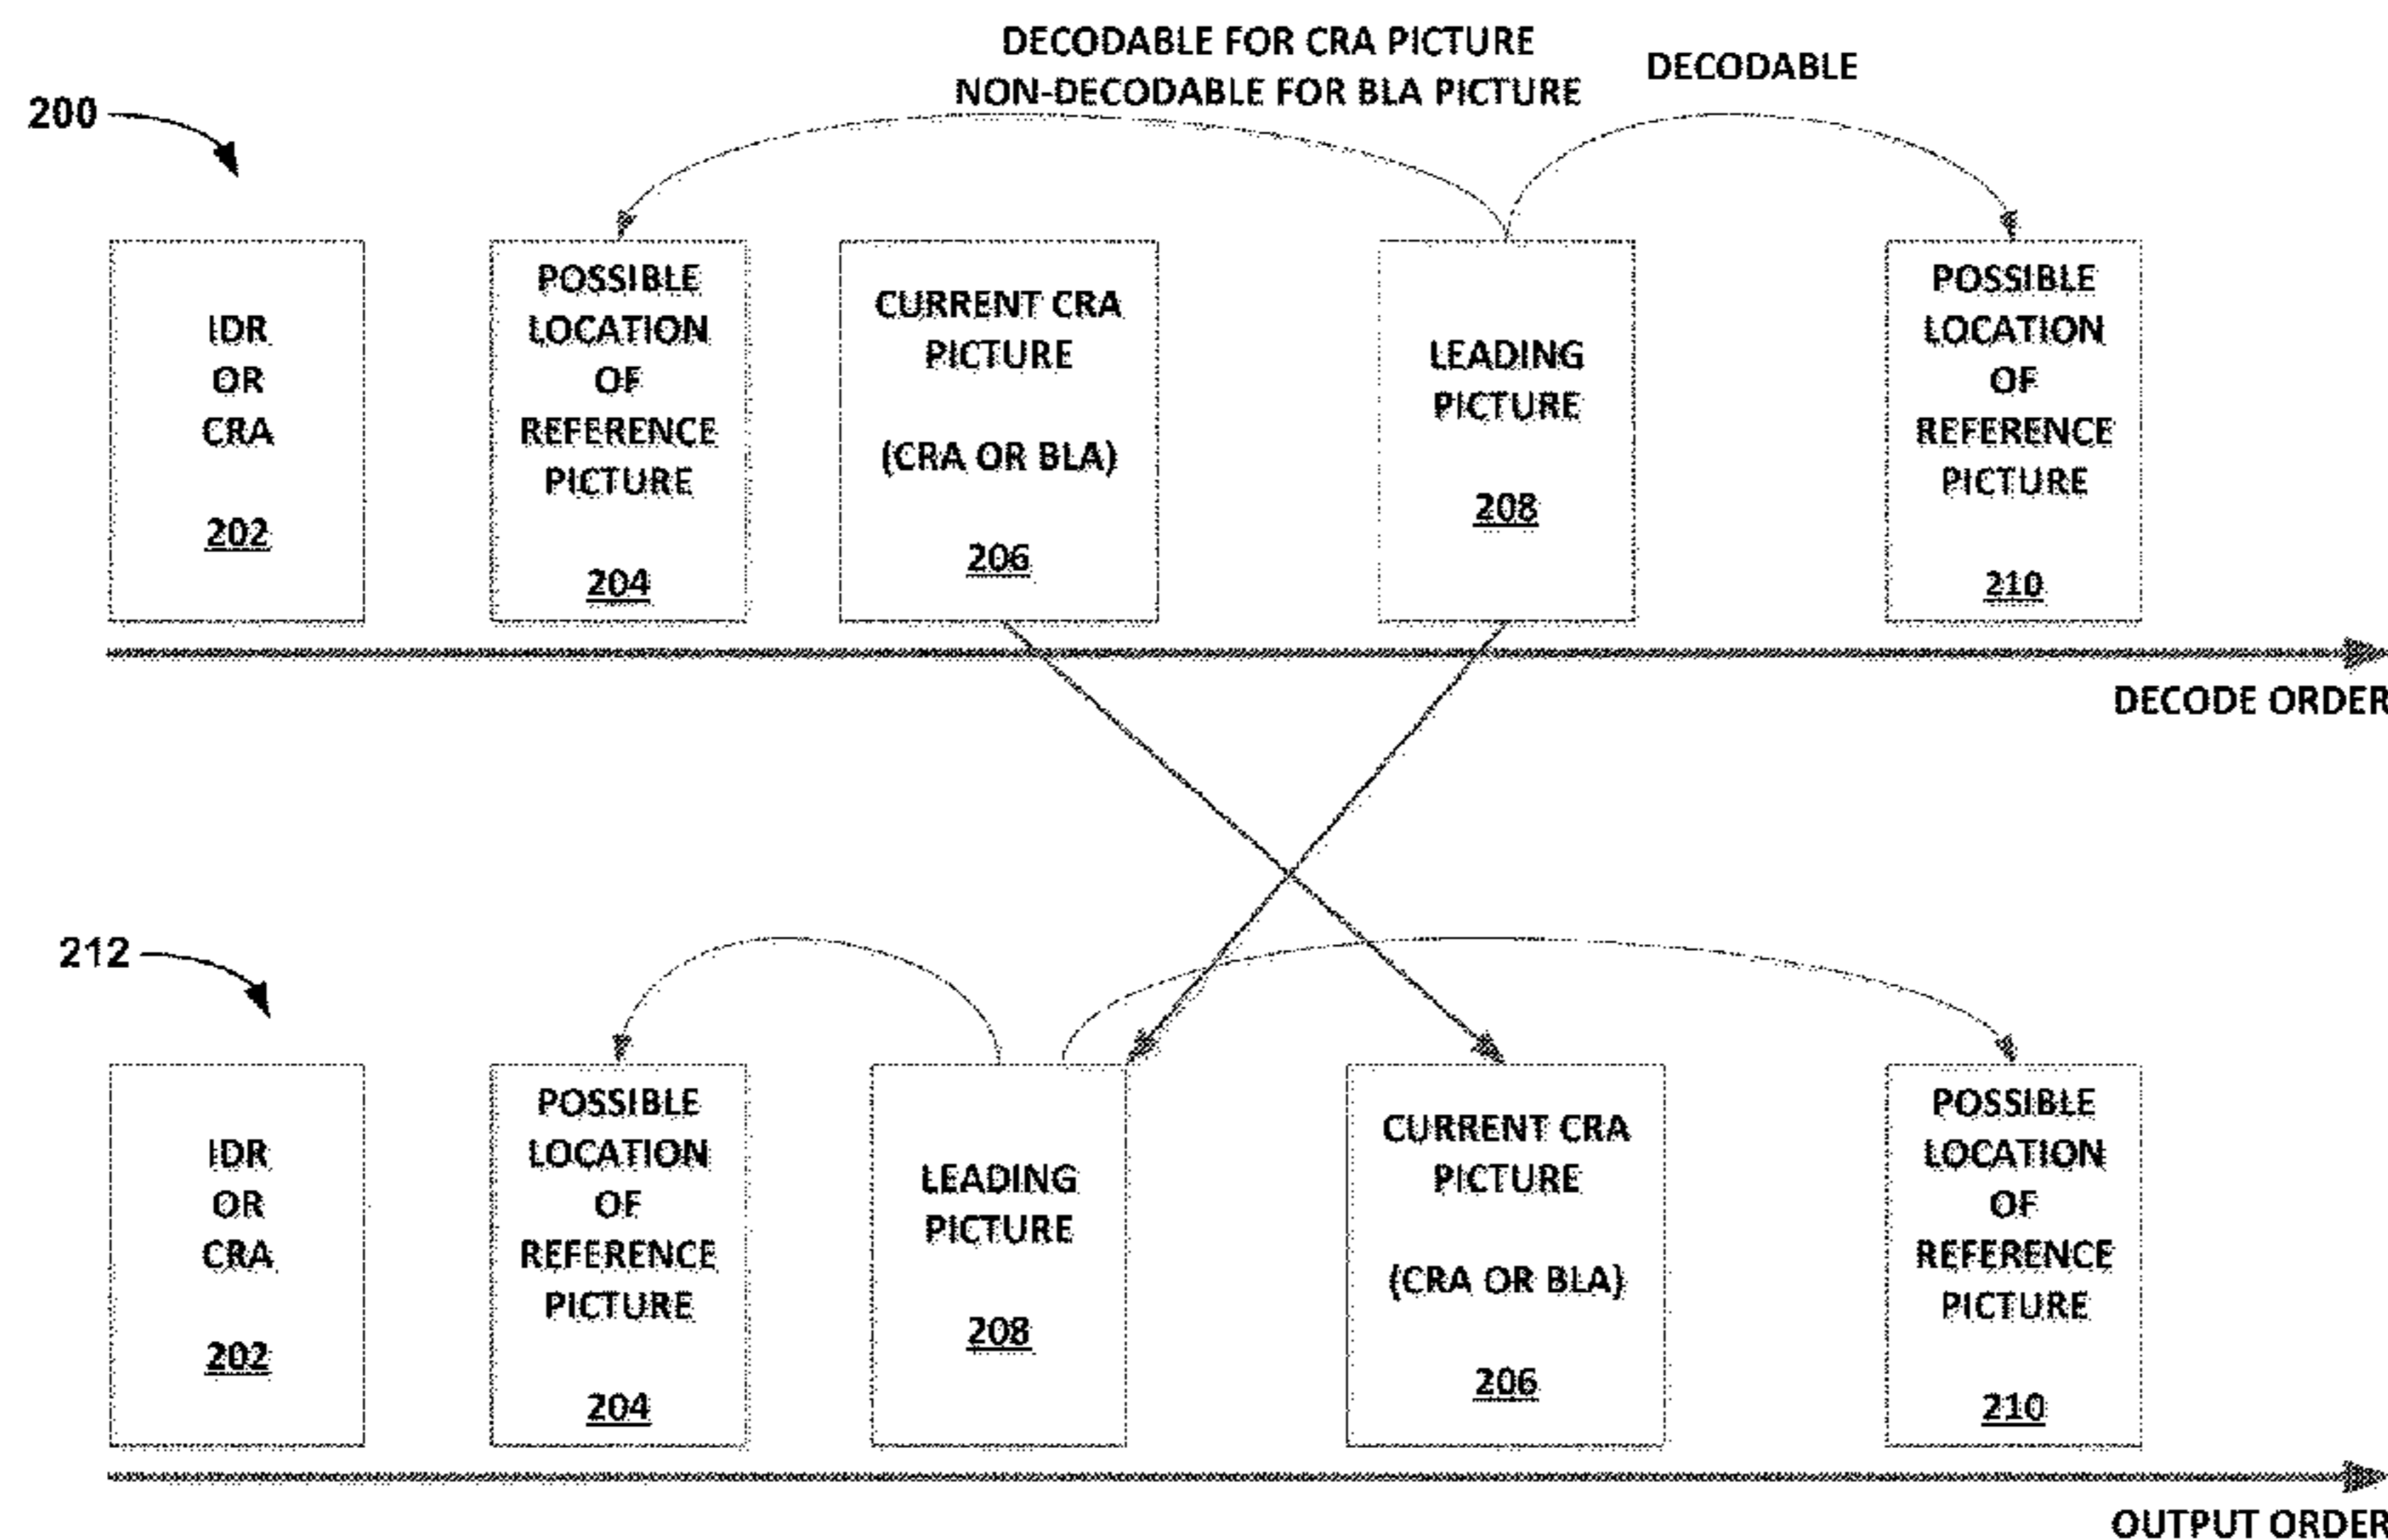 DECODABLE FOR CRA PICTURE
NON-DECODABLE FOR BLA PICTURE
DECODABLE
200
IDR
OR
CRA
202
POSSIBLE
LOCATION
OF
REFERENCE
PICTURE
204
CURRENT CRA
PICTURE
(CRA OR BLA)
206
LEADING
PICTURE
208
POSSIBLE
LOCATION
OF
REFERENCE
PICTURE
210
DECODE ORDER
212
IDR
OR
CRA
202
POSSIBLE
LOCATION
OF
REFERENCE
PICTURE
204
LEADING
PICTURE
208
CURRENT CRA
PICTURE
(CRA OR BLA)
206
POSSIBLE
LOCATION
OF
REFERENCE
PICTURE
210
OUTPUT ORDER